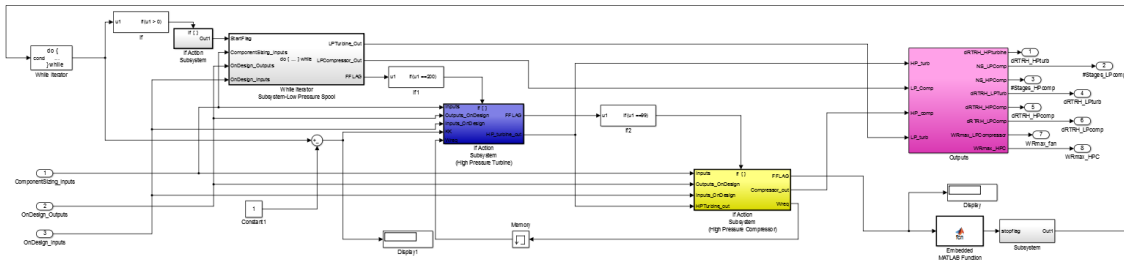 do {
cond ...
} while
While Iterator
u1 if(u1 > 0)
If
if { }
Out1
If Action
Subsystem
StartFlag
ComponentSizing_Inputs
OnDesign_Outputs
OnDesign_Inputs
do { ... } while
LPTurbine_Out
LPCompressor_Out
FFLAG
While Iterator
Subsystem-Low Pressure Spool
u1 if(u1 ==200)
If1
if { }
Inputs
Outputs_OnDesign
Inputs_OnDesign
FFLAG
HP_turbine_out
If Action
Subsystem
(High Pressure Turbine)
u1 if(u1 ==99)
If2
if { }
Inputs
Outputs_OnDesign
Inputs_OnDesign
HPTurbine_out
FFLAG
Compressor_out
Wreq
If Action
Subsystem
(High Pressure Compressor)
HP_turb
LP_Comp
HP_comp
LP_turb
dRTRH_HPturbine
NS_LPComp
NS_HPComp
dRTRH_LPTurb
dRTRH_HPComp
dRTRH_LPComp
WRmax_LPCompressor
WRmax_HPC
Outputs
1
dRTRH_HPturb
2
#Stages_LPcomp
3
#Stages_HPcomp
4
dRTRH_LPturb
5
dRTRH_HPcomp
6
dRTRH_LPcomp
7
WRmax_fan
8
WRmax_HPC
1
ComponentSizing_Inputs
2
OnDesign_Outputs
3
OnDesign_Inputs
1
Constant1
Display1
Memory
Display
fcn
Embedded
MATLAB Function
stopflag Out1
Subsystem